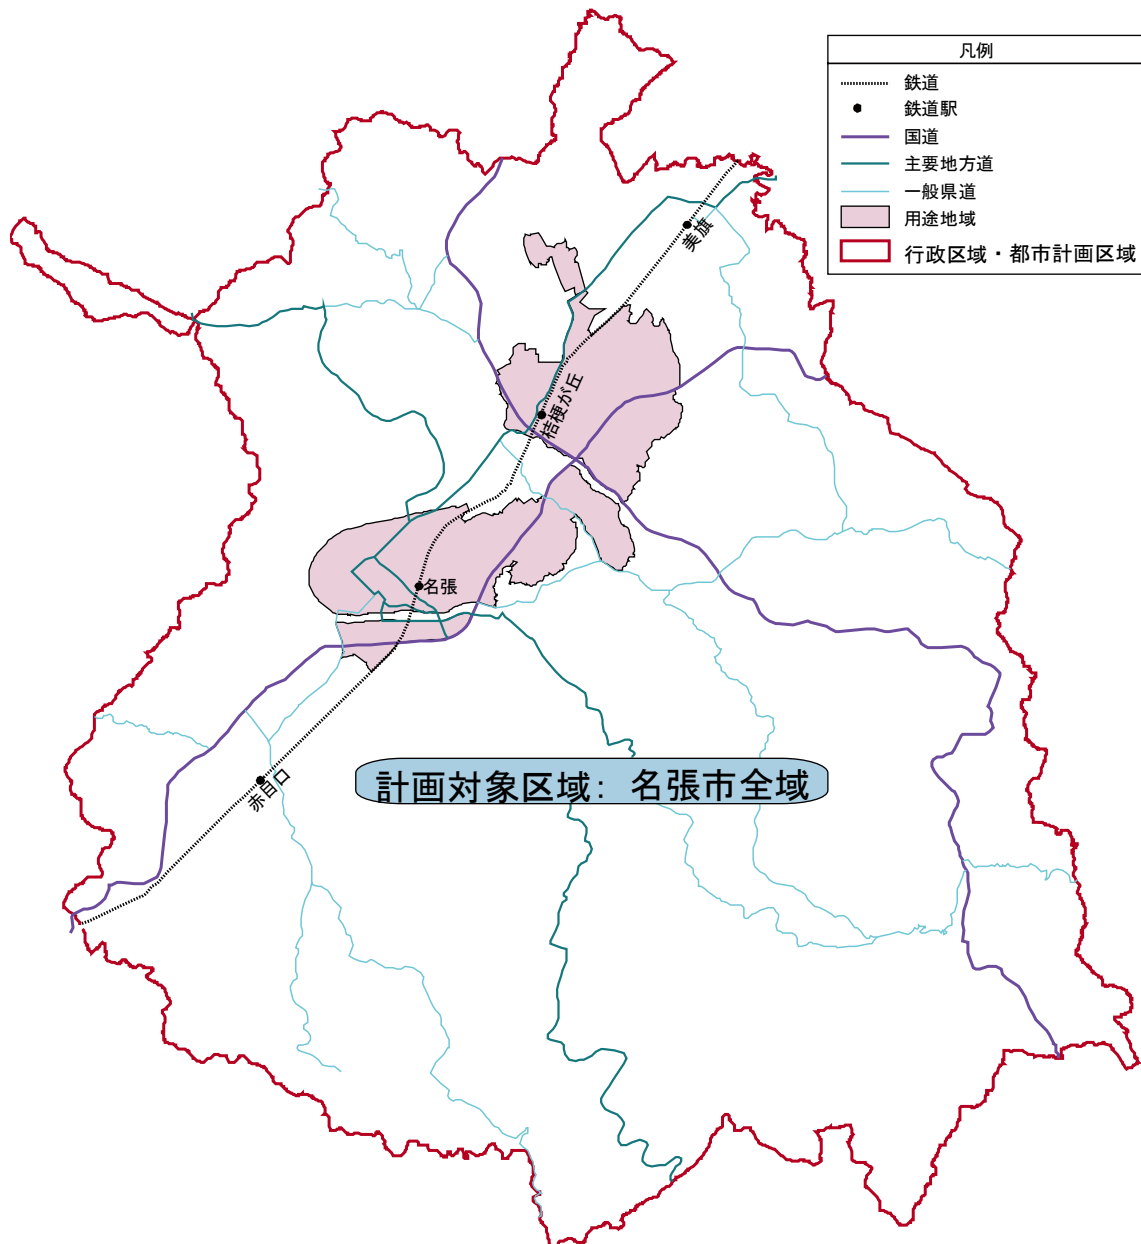 凡例
鉄道
鉄道駅
国道
主要地方道
一般県道
用途地域
行政区域・都市計画区域
美旗
桔梗が丘
名張
計画対象区域：名張市全域
赤目口